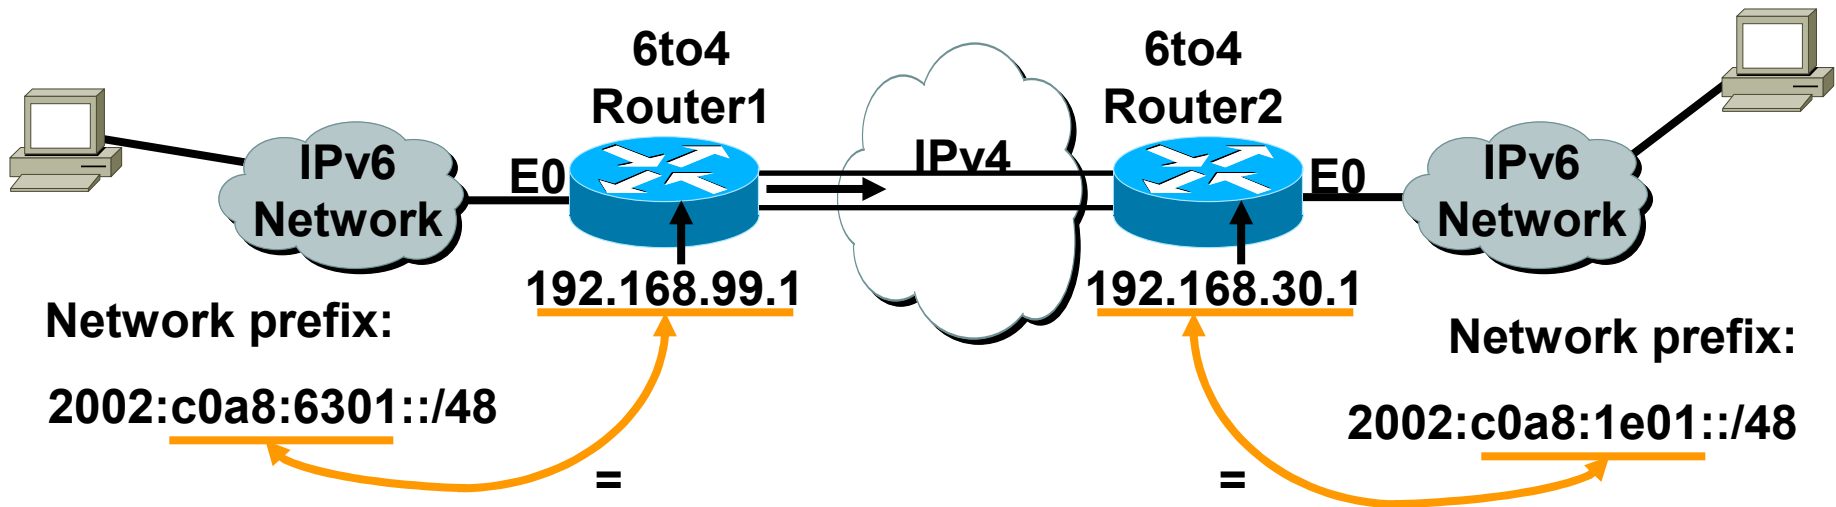 6to4
Router1
6to4
Router2
IPv6
Network
E0
IPv4
E0
IPv6
Network
192.168.99.1
192.168.30.1
Network prefix:
2002:c0a8:6301::/48
Network prefix:
2002:c0a8:1e01::/48
=
=